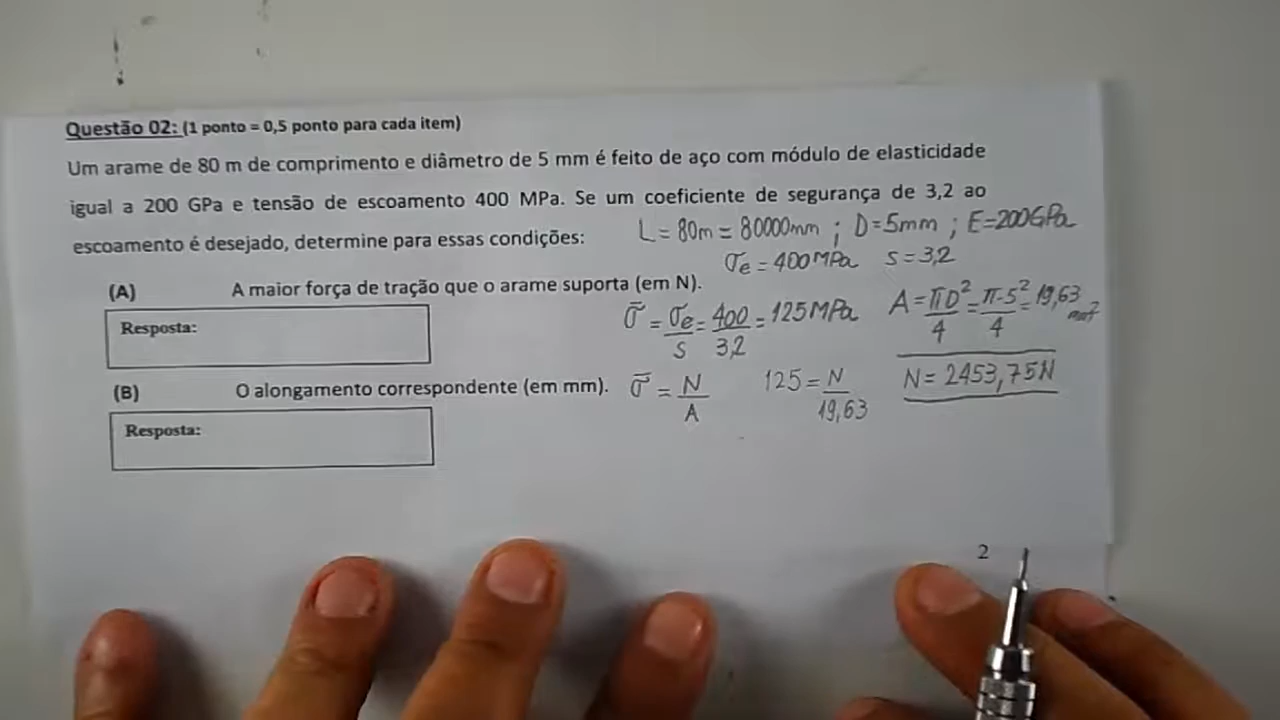 Questão 02: (1 ponto = 0,5 ponto para cada item)
Um arame de 80 m de comprimento e diâmetro de 5 mm é feito de aço com módulo de elasticidade
igual a 200 GPa e tensão de escoamento 400 MPa. Se um coeficiente de segurança de 3,2 ao
escoamento é desejado, determine para essas condições:
L = 80m = 80000mm ; D = 5mm ; E = 200GPa
σe = 400MPa s = 3,2
(A) A maior força de tração que o arame suporta (em N).
Resposta:
σ̄ = σe/s = 400/3,2 = 125MPa
A = πD²/4 = π·5²/4 = 19,63 mm²
(B) O alongamento correspondente (em mm).
Resposta:
σ̄ = N/A
125 = N/19,63
N = 2453,75N
2